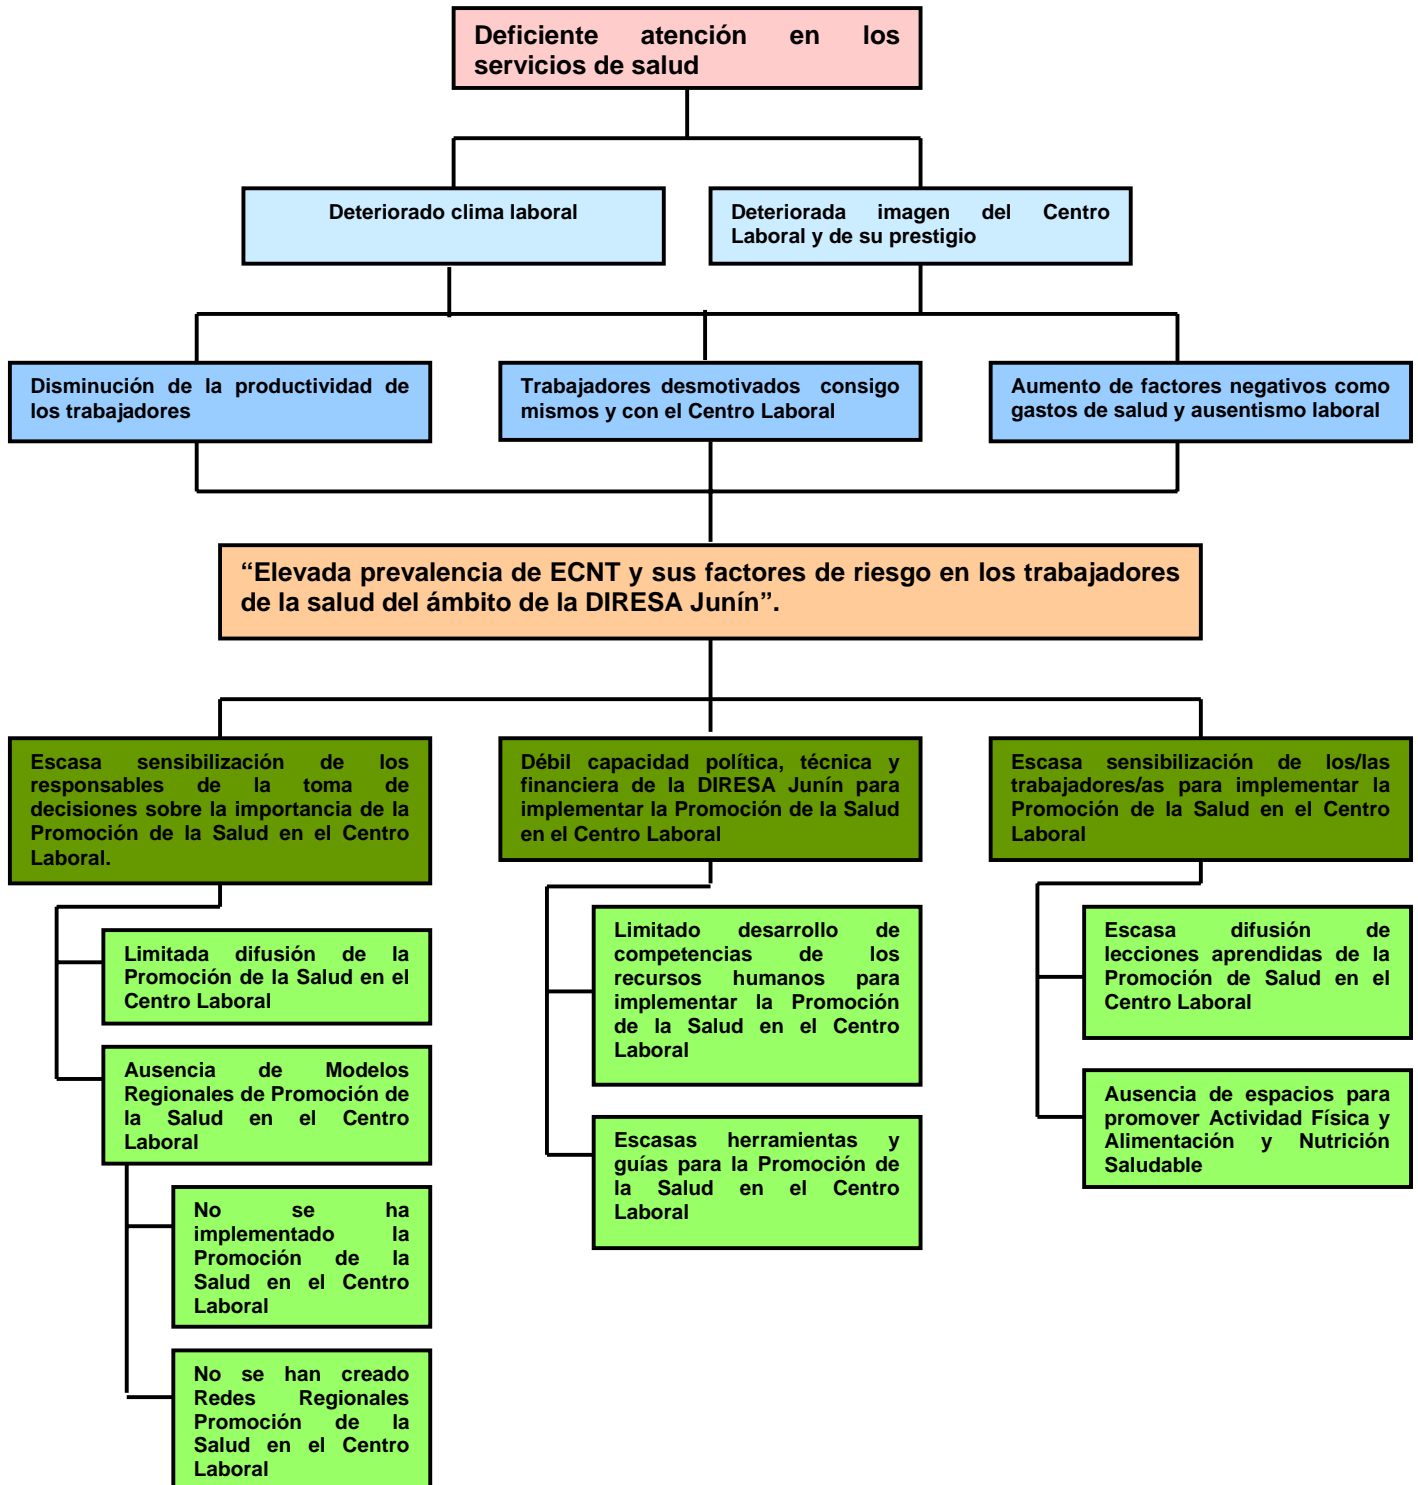 Deficiente atención en los
servicios de salud
Deteriorado clima laboral
Deteriorada imagen del Centro
Laboral y de su prestigio
Disminución de la productividad de
los trabajadores
Trabajadores desmotivados consigo
mismos y con el Centro Laboral
Aumento de factores negativos como
gastos de salud y ausentismo laboral
“Elevada prevalencia de ECNT y sus factores de riesgo en los trabajadores
de la salud del ámbito de la DIRESA Junín”.
Escasa sensibilización de los
responsables de la toma de
decisiones sobre la importancia de la
Promoción de la Salud en el Centro
Laboral.
Débil capacidad política, técnica y
financiera de la DIRESA Junín para
implementar la Promoción de la Salud
en el Centro Laboral
Escasa sensibilización de los/las
trabajadores/as para implementar la
Promoción de la Salud en el Centro
Laboral
Limitada difusión de la
Promoción de la Salud en el
Centro Laboral
Ausencia de Modelos
Regionales de Promoción de
la Salud en el Centro
Laboral
No se ha
implementado la
Promoción de la
Salud en el Centro
Laboral
No se han creado
Redes Regionales
Promoción de la
Salud en el Centro
Laboral
Limitado desarrollo de
competencias de los
recursos humanos para
implementar la Promoción
de la Salud en el Centro
Laboral
Escasas herramientas y
guías para la Promoción de
la Salud en el Centro
Laboral
Escasa difusión de
lecciones aprendidas de la
Promoción de Salud en el
Centro Laboral
Ausencia de espacios para
promover Actividad Física y
Alimentación y Nutrición
Saludable